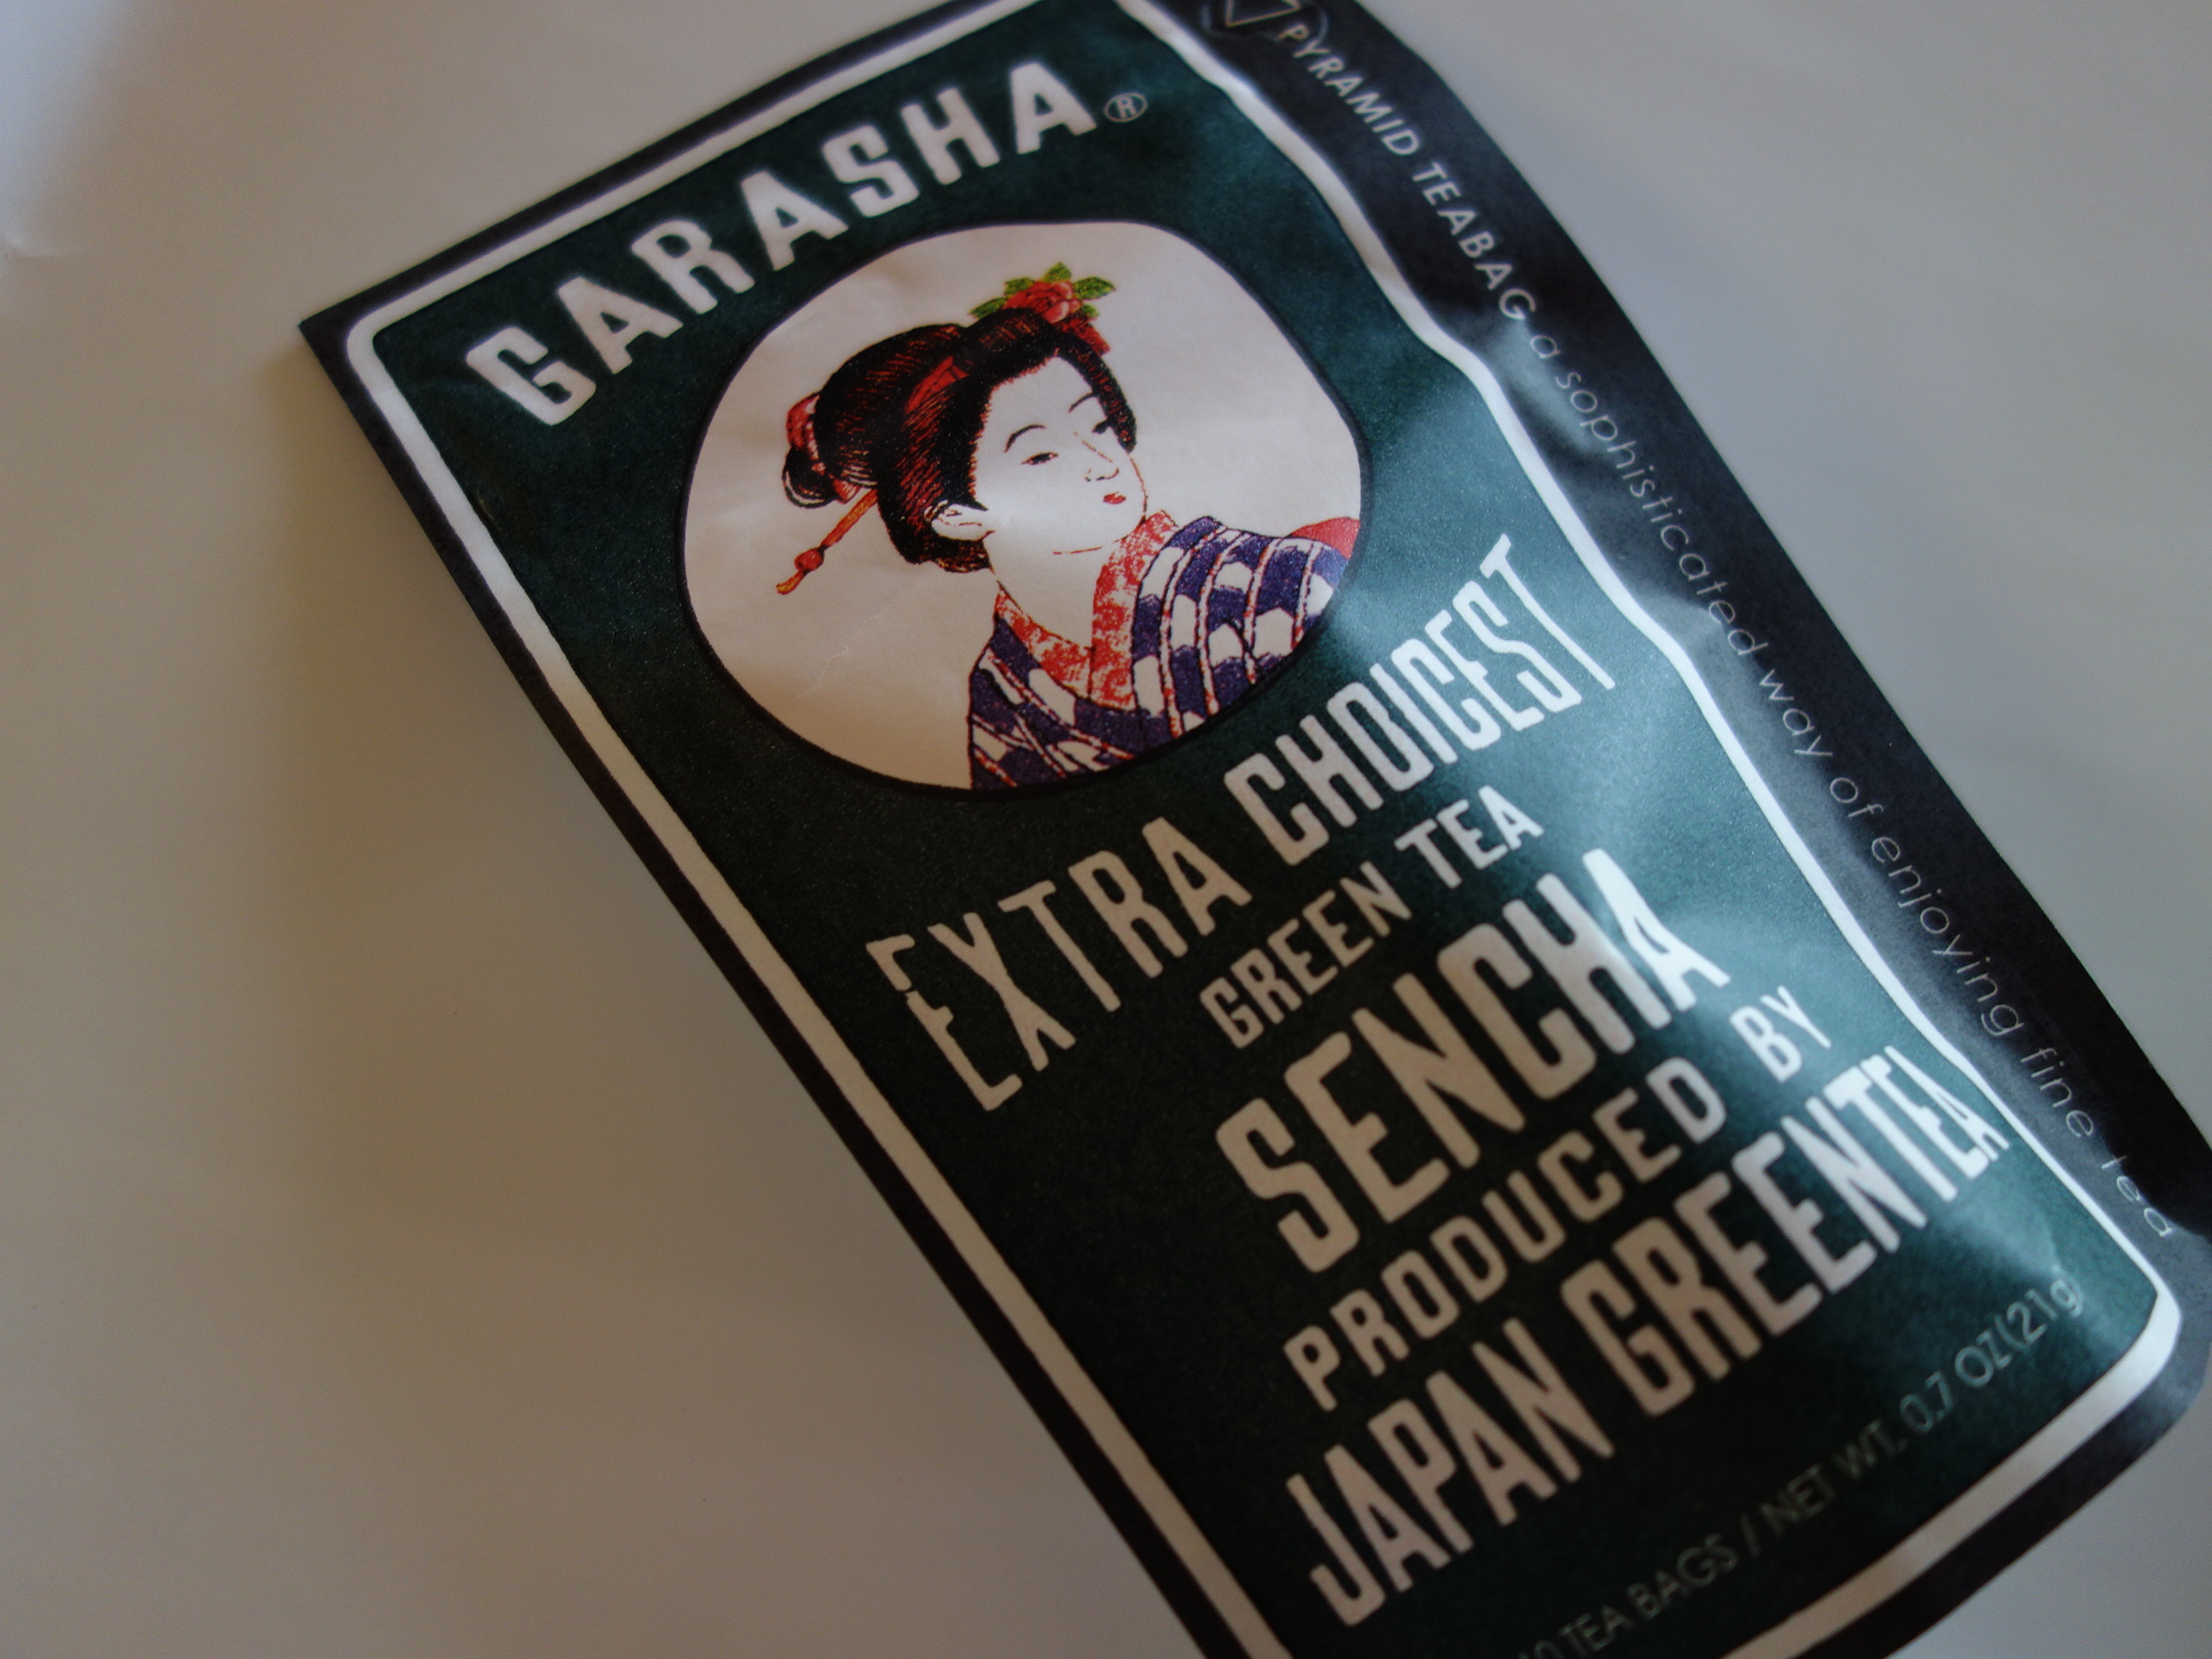 GARASHA®
EXTRA CHOICEST
GREEN TEA
SENCHA
PRODUCED BY
JAPAN GREENTEA
10 TEA BAGS / NET WT. 0.7 OZ(21g)
PYRAMID TEABAG a sophisticated way of enjoying fine tea